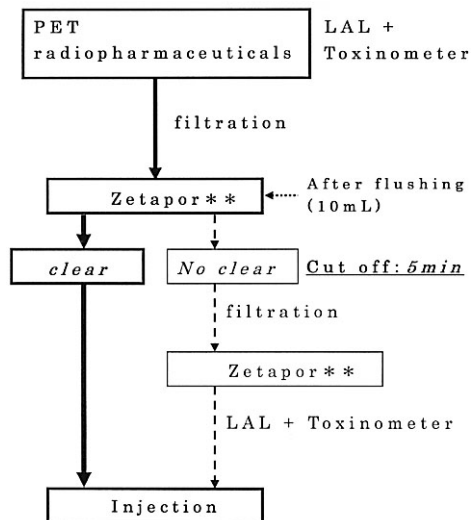 PET
radiopharmaceuticals
LAL +
Toxinometer
filtration
Zetapor**
After flushing
(10mL)
clear
No clear
Cut off: 5min
filtration
Zetapor**
LAL + Toxinometer
Injection